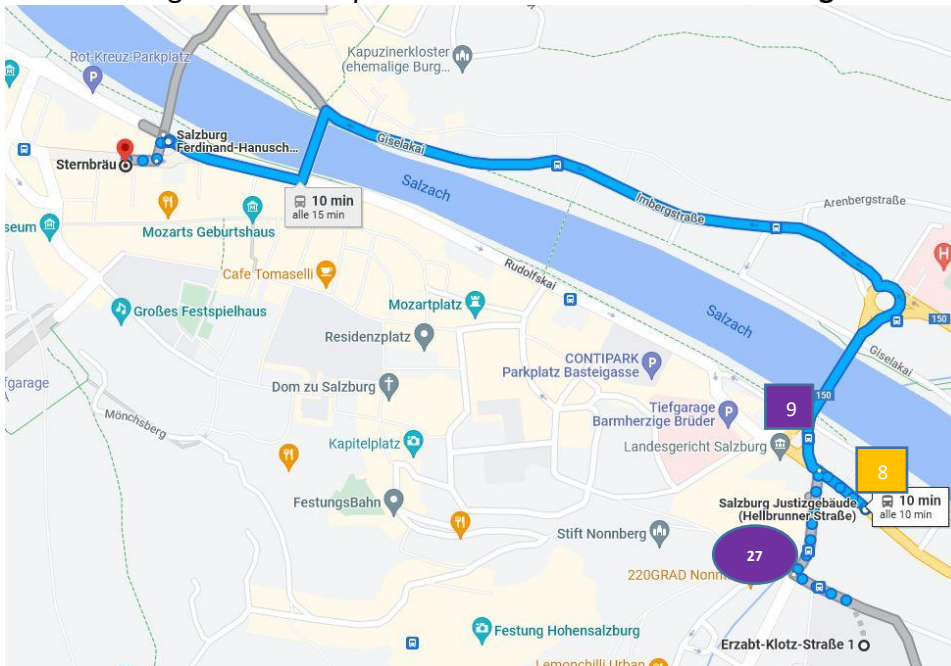 Kapuzinerkloster
(ehemalige Burg...
Rot-Kreuz-Parkplatz
Salzburg
Ferdinand-Hanusch...
Sternbräu
Giselakai
Salzach
10 min
alle 15 min
Imbergstraße
Arenbergstraße
Mozarts Geburtshaus
seum
Cafe Tomaselli
Rudolfskai
Mozartplatz
Großes Festspielhaus
Residenzplatz
Salzach
150
Giselakai
CONTIPARK
Parkplatz Basteigasse
fgarage
A
Dom zu Salzburg
150
Mönchsberg
9
Tiefgarage
Barmherzige Brüder
Kapitelplatz
Landesgericht Salzburg
8
FestungsBahn
Salzburg Justizgebäude
(Hellbrunner Straße)
10 min
alle 10 min
Stift Nonnberg
27
220GRAD Nonn
Festung Hohensalzburg
Erzabt-Klotz-Straße 1
Lemonchilli Urban